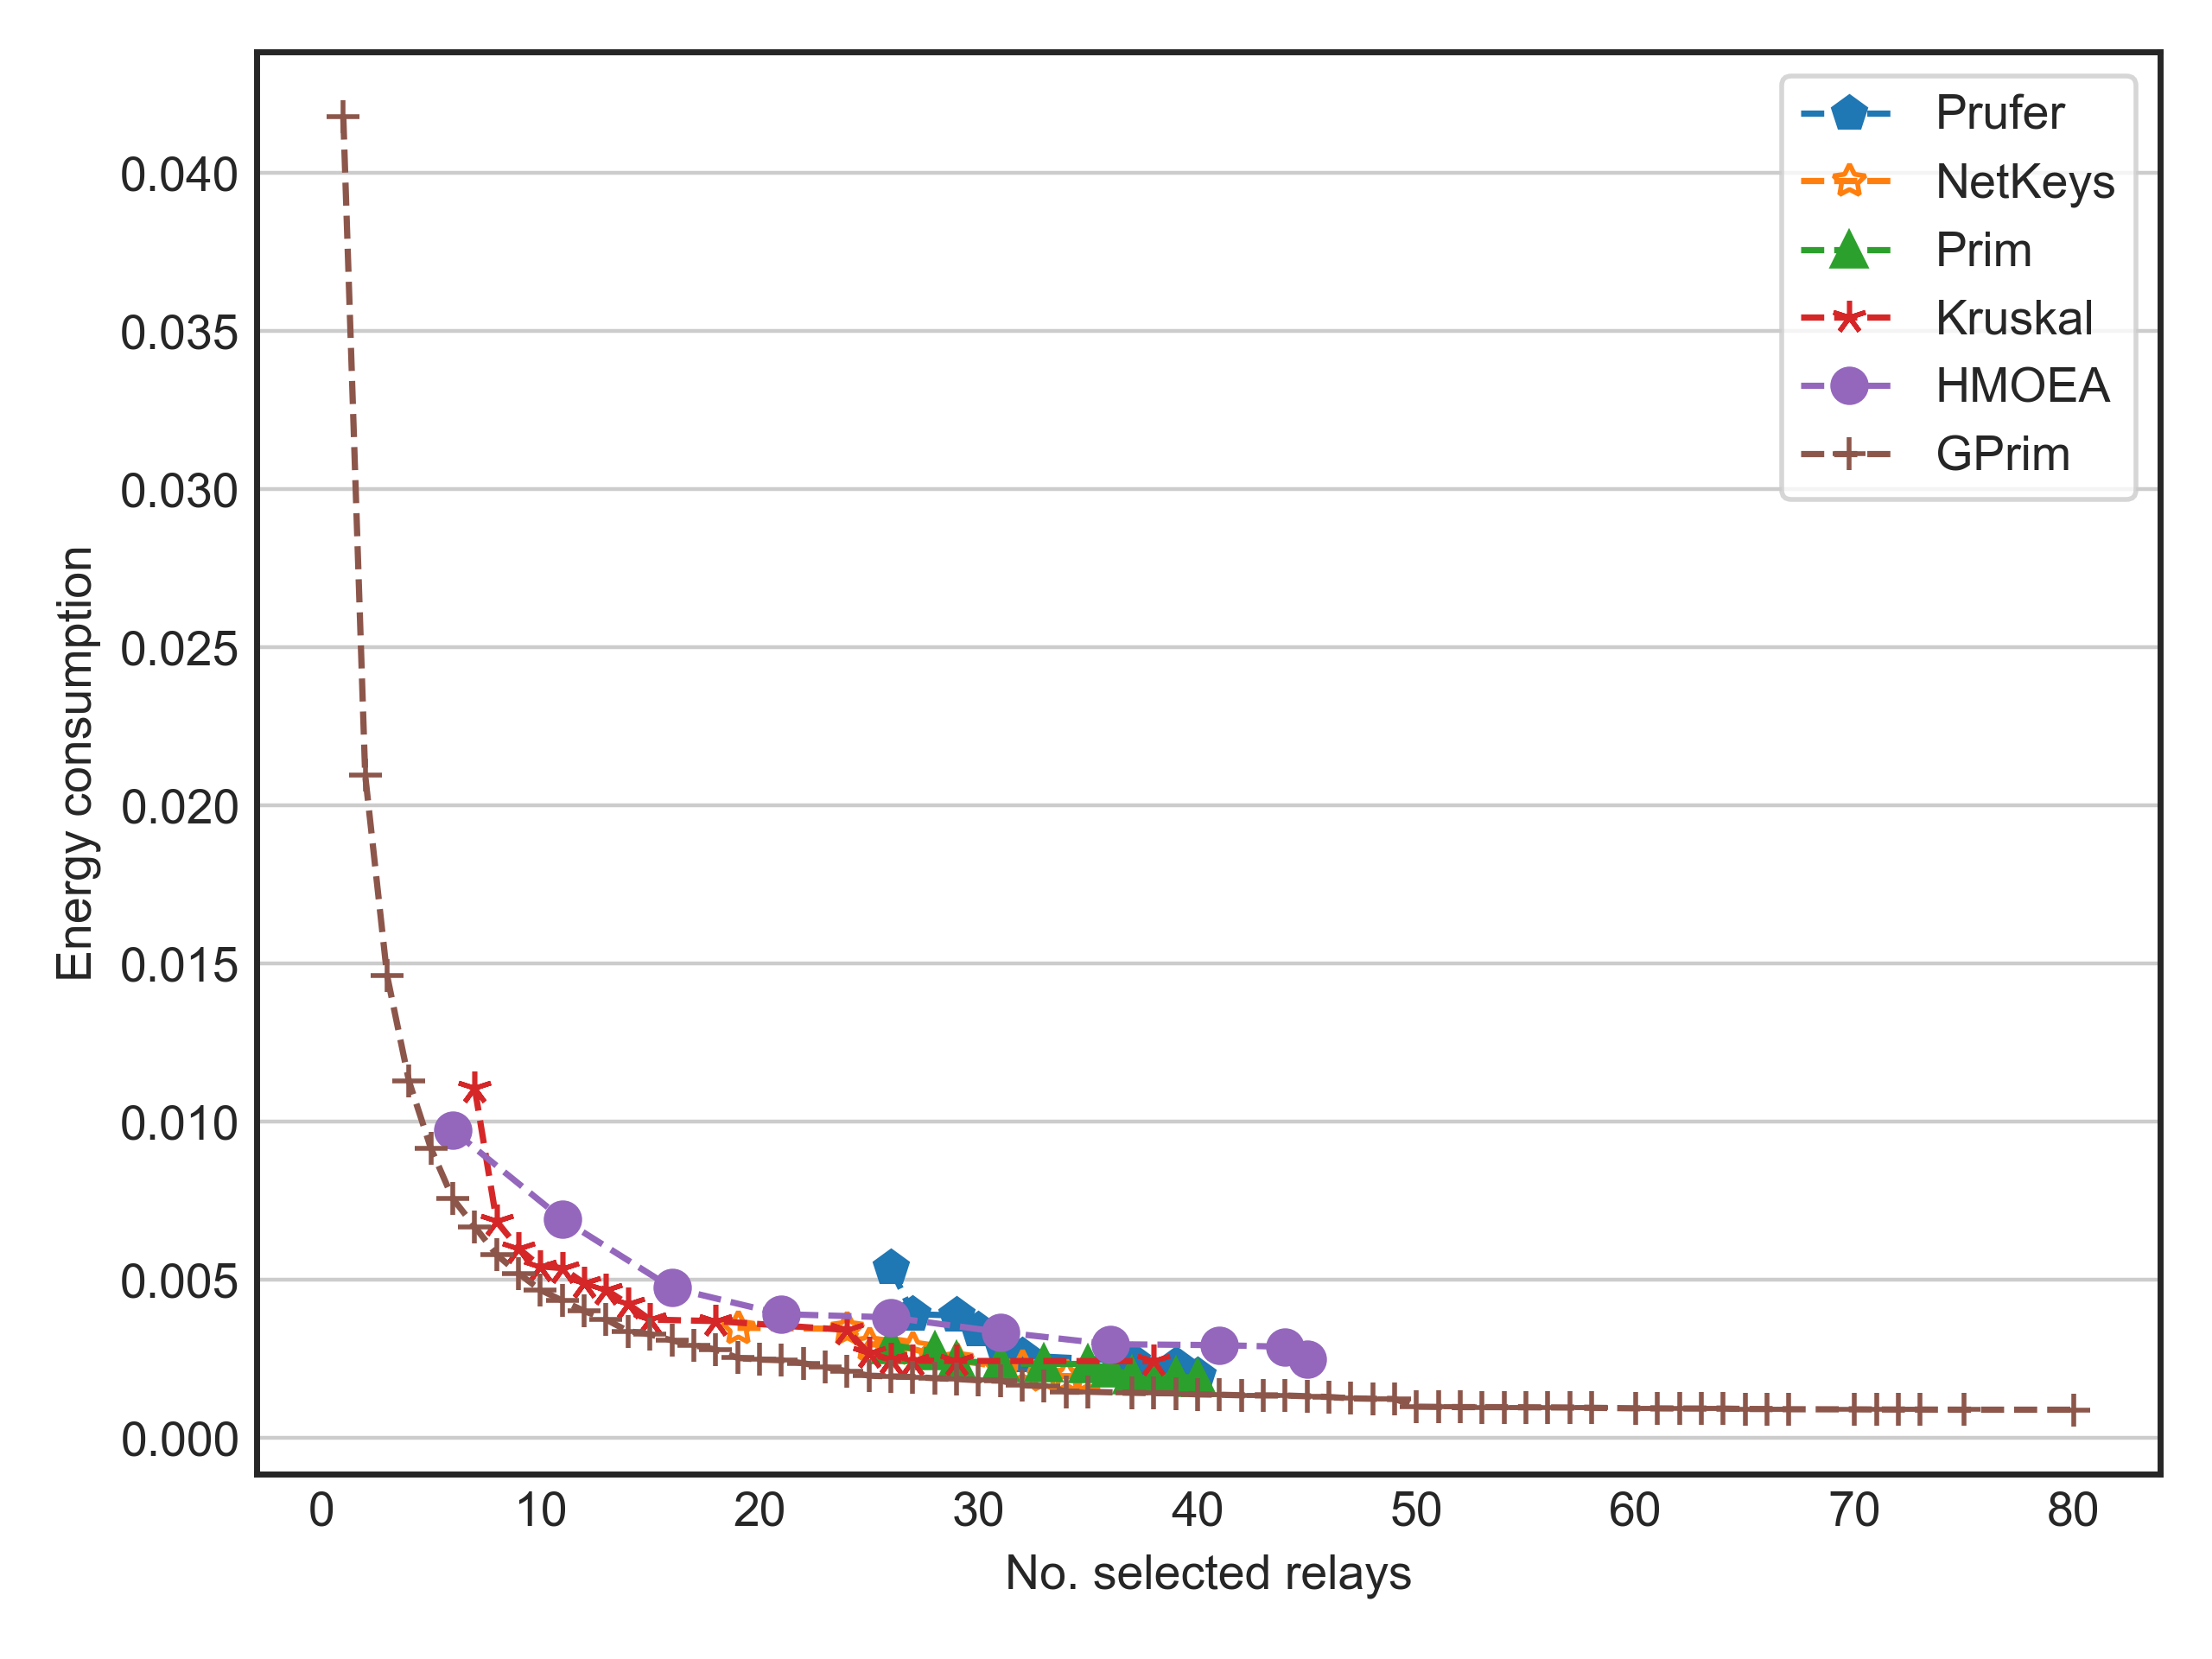 Prufer
NetKeys
Prim
Kruskal
HMOEA
GPrim
Energy consumption
0.040
0.035
0.030
0.025
0.020
0.015
0.010
0.005
0.000
0 10 20 30 40 50 60 70 80
No. selected relays